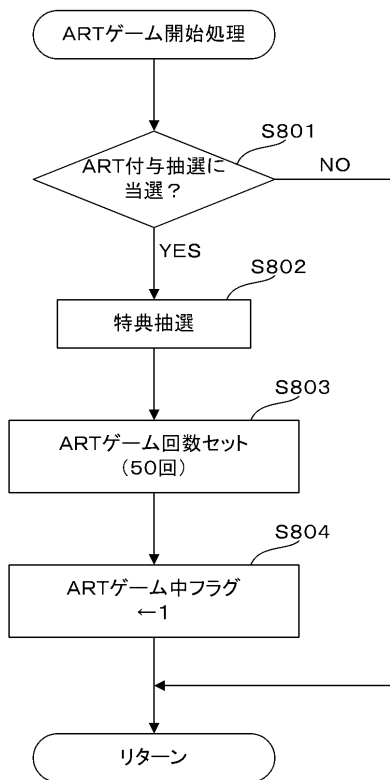 ARTゲーム開始処理
S801
ART付与抽選に
当選？
NO
YES
S802
特典抽選
S803
ARTゲーム回数セット
(50回)
S804
ARTゲーム中フラグ
←1
リターン